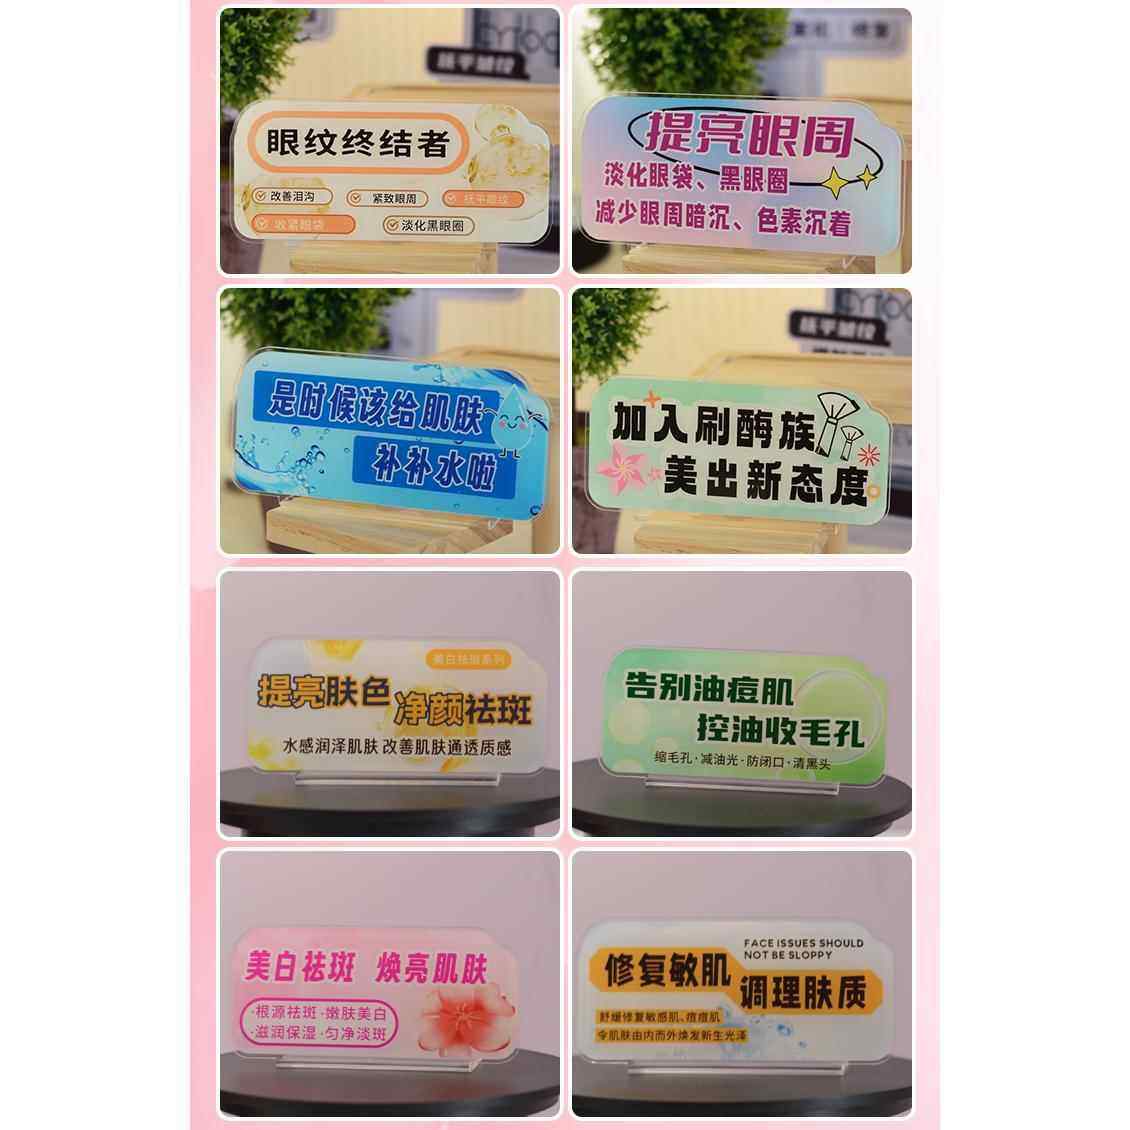 眼纹终结者
改善泪沟
紧致眼周
抚平眼纹
收紧眼袋
淡化黑眼圈
提亮眼周
淡化眼袋、黑眼圈
减少眼周暗沉、色素沉着
是时候该给肌肤
补补水啦
抚平皱纹
加入刷酶族
美出新态度
美白祛斑系列
提亮肤色
净颜祛斑
水感润泽肌肤 改善肌肤通透质感
告别油痘肌
控油收毛孔
缩毛孔·减油光·防闭口·清黑头
美白祛斑 焕亮肌肤
·根源祛斑·嫩肤美白
·滋润保湿·匀净淡斑
FACE ISSUES SHOULD
NOT BE SLOPPY
修复敏肌
调理肤质
舒缓修复敏感肌、痘痘肌
令肌肤由内而外焕发新生光泽